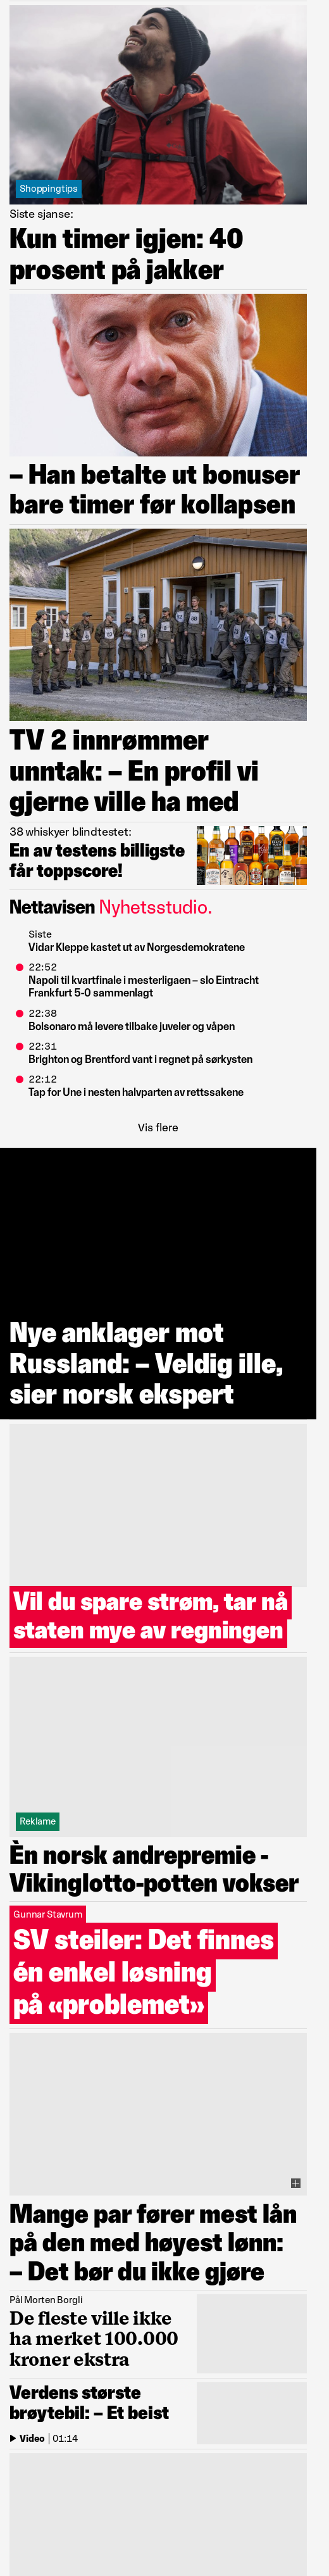 Shoppingtips
Siste sjanse:
Kun timer igjen: 40
prosent på jakker
– Han betalte ut bonuser
bare timer før kollapsen
TV 2 innrømmer
unntak: – En profil vi
gjerne ville ha med
38 whiskyer blindtestet:
En av testens billigste
får toppscore!
Nettavisen Nyhetsstudio.
Siste
Vidar Kleppe kastet ut av Norgesdemokratene
22:52
Napoli til kvartfinale i mesterligaen – slo Eintracht
Frankfurt 5-0 sammenlagt
22:38
Bolsonaro må levere tilbake juveler og våpen
22:31
Brighton og Brentford vant i regnet på sørkysten
22:12
Tap for Une i nesten halvparten av rettssakene
Vis flere
Nye anklager mot
Russland: – Veldig ille,
sier norsk ekspert
Vil du spare strøm, tar nå
staten mye av regningen
Reklame
Èn norsk andrepremie -
Vikinglotto-potten vokser
Gunnar Stavrum
SV steiler: Det finnes
én enkel løsning
på «problemet»
Mange par fører mest lån
på den med høyest lønn:
– Det bør du ikke gjøre
Pål Morten Borgli
De fleste ville ikke
ha merket 100.000
kroner ekstra
Verdens største
brøytebil: – Et beist
Video | 01:14